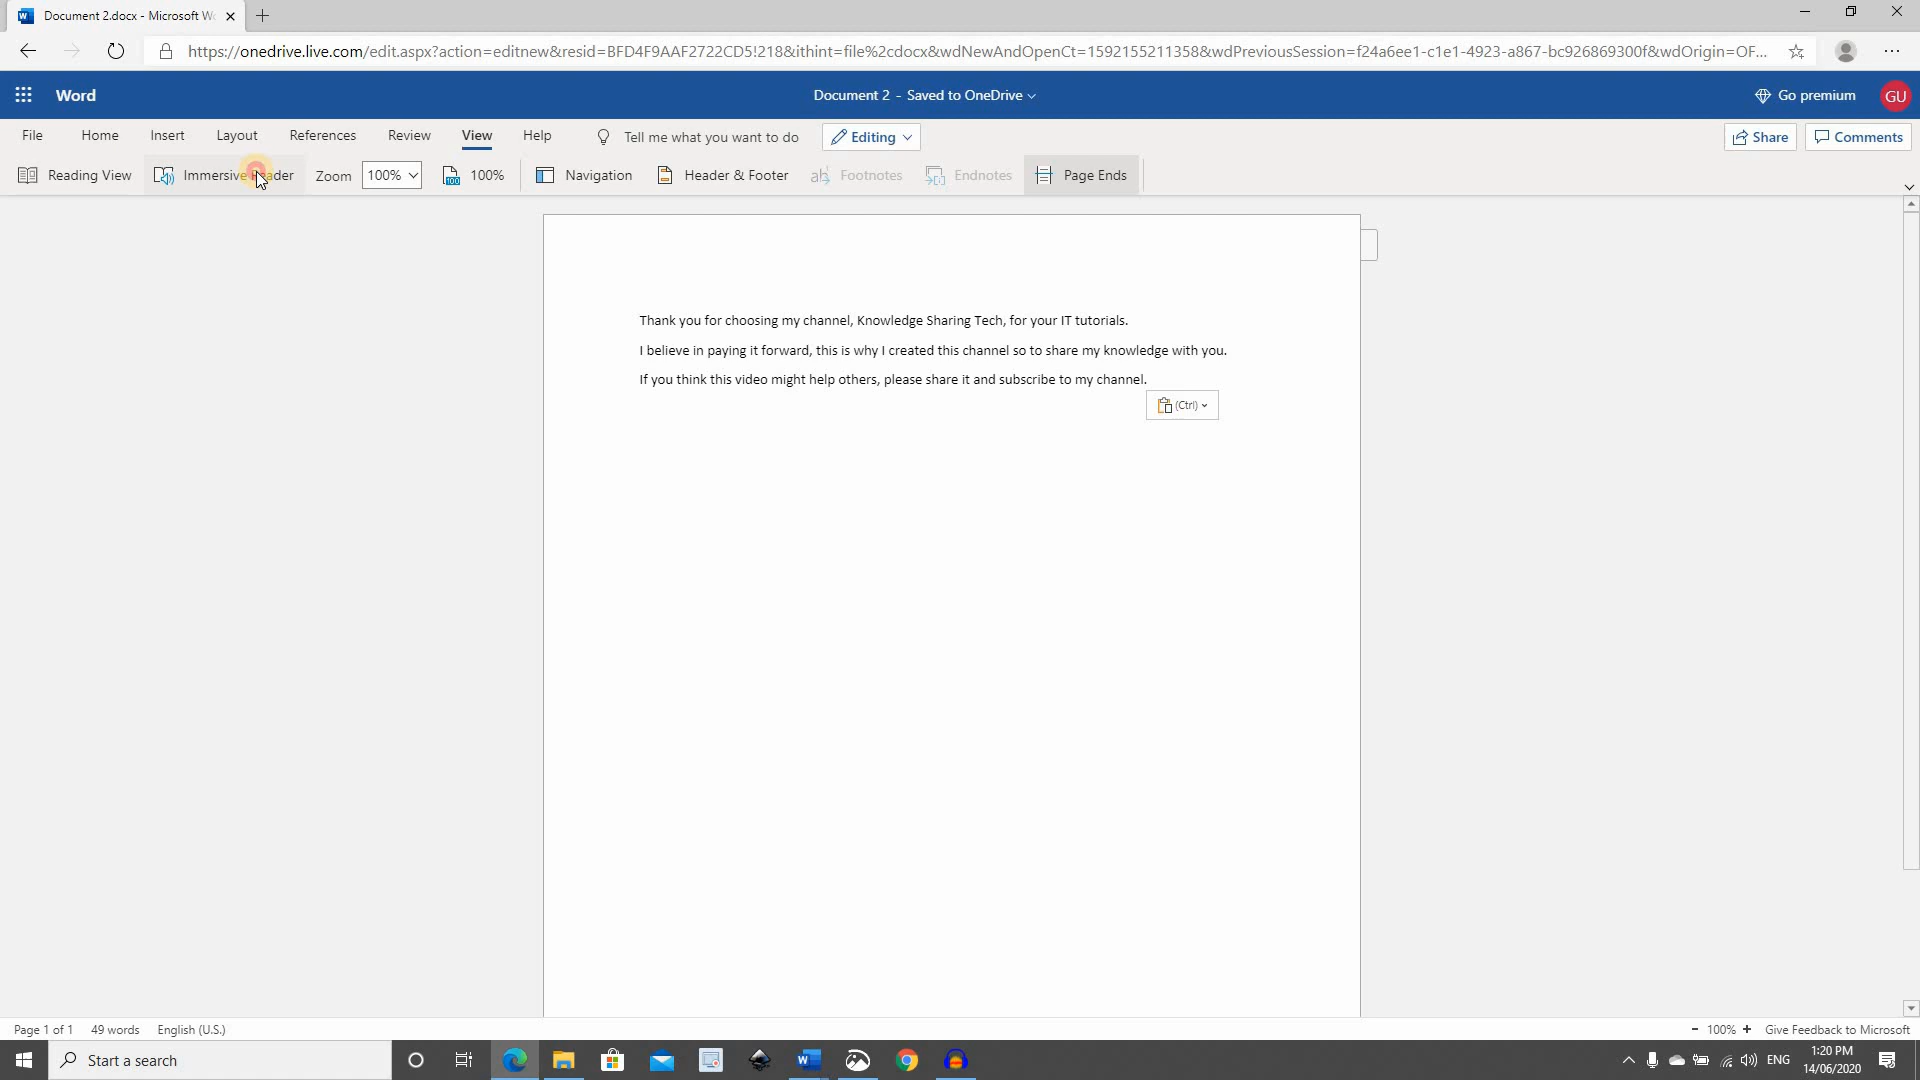 Document 2.docx - Microsoft Wo
https://onedrive.live.com/edit.aspx?action=editnew&resid=BFD4F9AAF2722CD5!218&ithint=file%2cdocx&wdNewAndOpenCt=1592155211358&wdPreviousSession=f24a6ee1-c1e1-4923-a867-bc926869300f&wdOrigin=OF...
Word Document 2 - Saved to OneDrive Go premium GU
File Home Insert Layout References Review View Help Tell me what you want to do Editing Share Comments
Reading View Immersive Reader Zoom 100% 100% Navigation Header & Footer Footnotes Endnotes Page Ends
Thank you for choosing my channel, Knowledge Sharing Tech, for your IT tutorials.
I believe in paying it forward, this is why I created this channel so to share my knowledge with you.
If you think this video might help others, please share it and subscribe to my channel.
(Ctrl)
Page 1 of 1 49 words English (U.S.) - 100% + Give Feedback to Microsoft
Start a search ENG 1:20 PM
14/06/2020